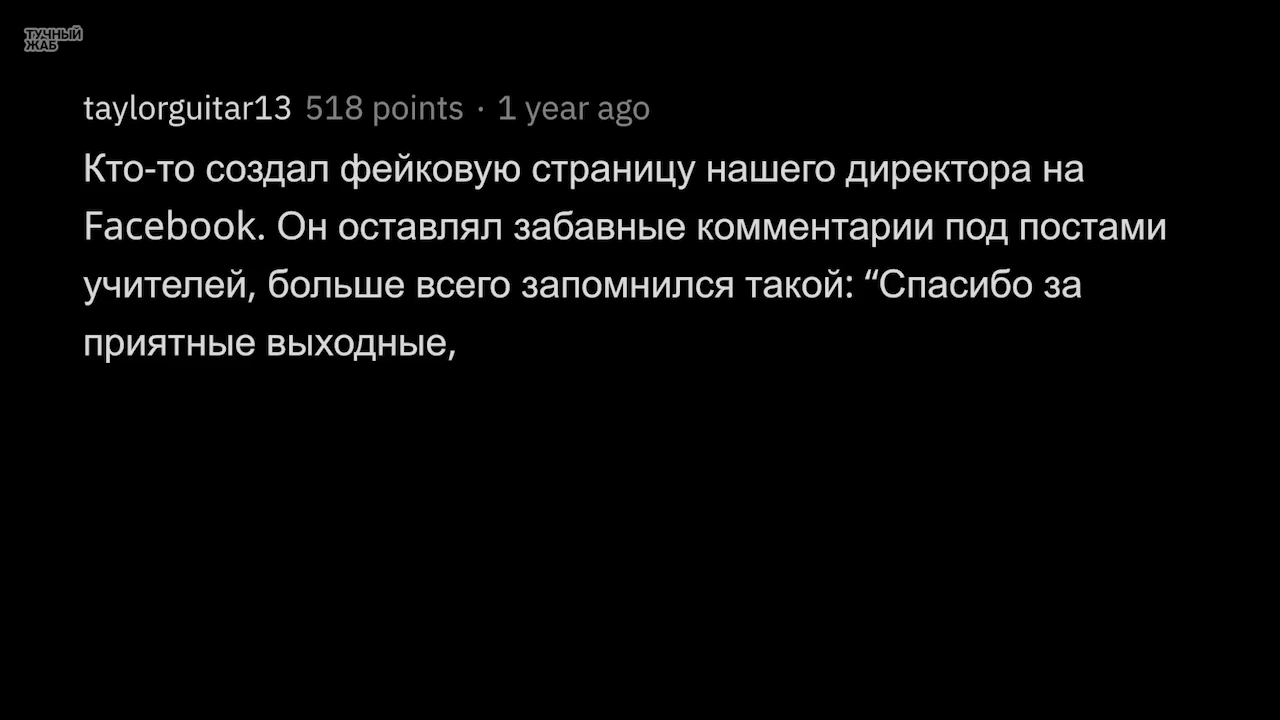 ТУЧНЫЙ
ЖАБ
taylorguitar13 518 points · 1 year ago
Кто-то создал фейковую страницу нашего директора на
Facebook. Он оставлял забавные комментарии под постами
учителей, больше всего запомнился такой: “Спасибо за
приятные выходные,